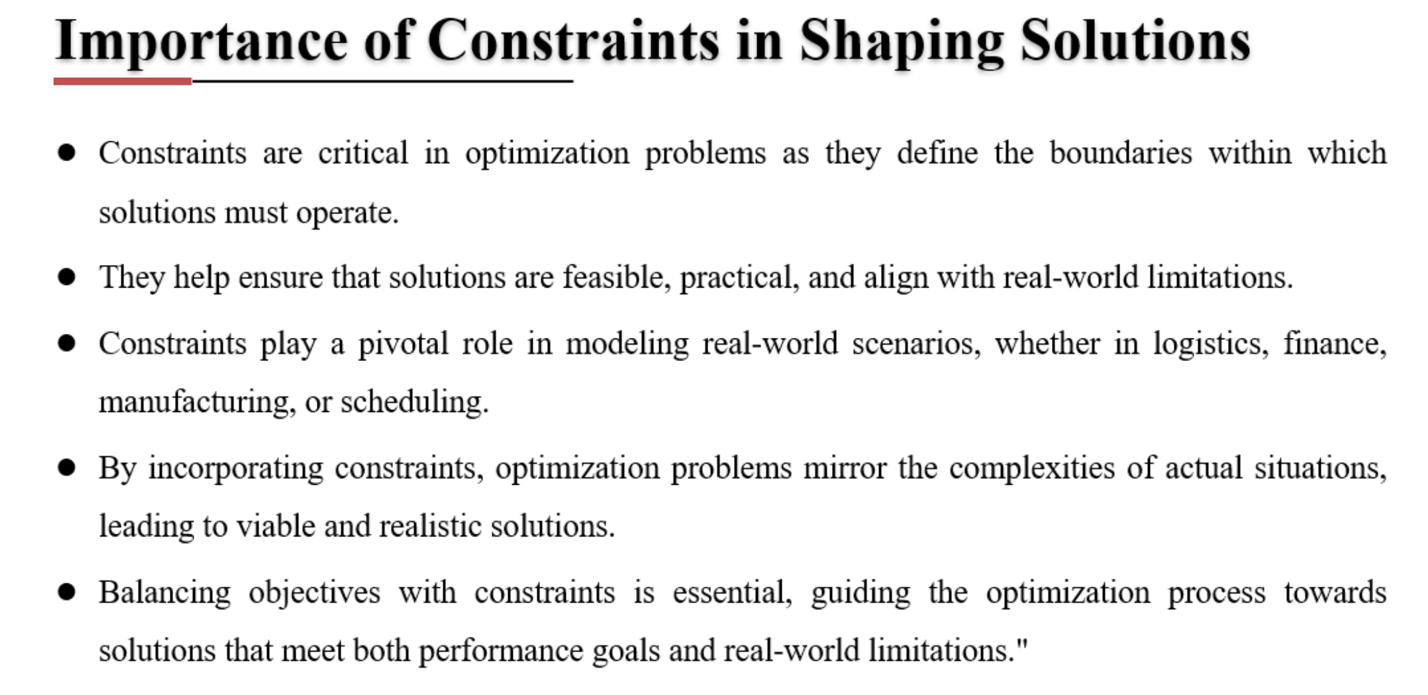 Importance of Constraints in Shaping Solutions
● Constraints are critical in optimization problems as they define the boundaries within which
solutions must operate.
● They help ensure that solutions are feasible, practical, and align with real-world limitations.
● Constraints play a pivotal role in modeling real-world scenarios, whether in logistics, finance,
manufacturing, or scheduling.
● By incorporating constraints, optimization problems mirror the complexities of actual situations,
leading to viable and realistic solutions.
● Balancing objectives with constraints is essential, guiding the optimization process towards
solutions that meet both performance goals and real-world limitations."